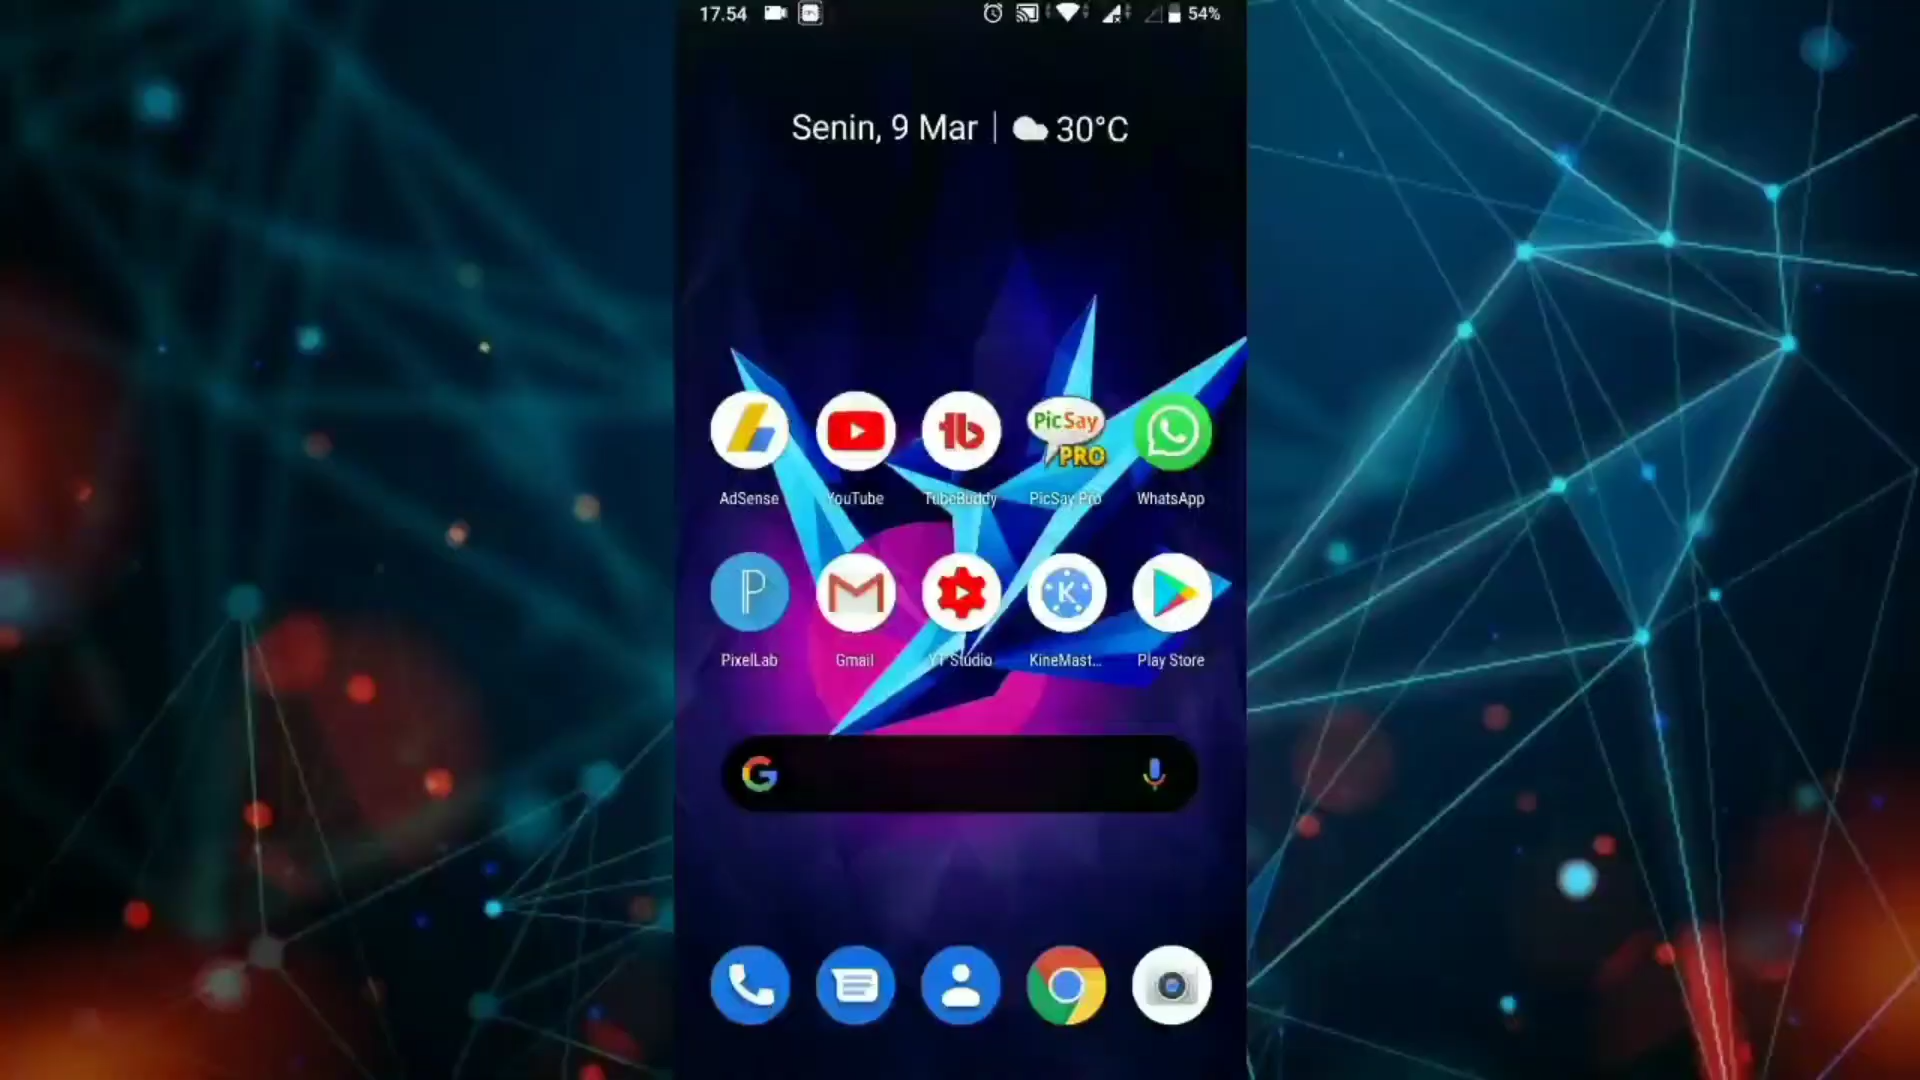 17.54 54%
Senin, 9 Mar 30°C
PicSay
PRO
AdSense YouTube TubeBuddy PicSay Pro WhatsApp
PixelLab Gmail YT Studio KineMast... Play Store